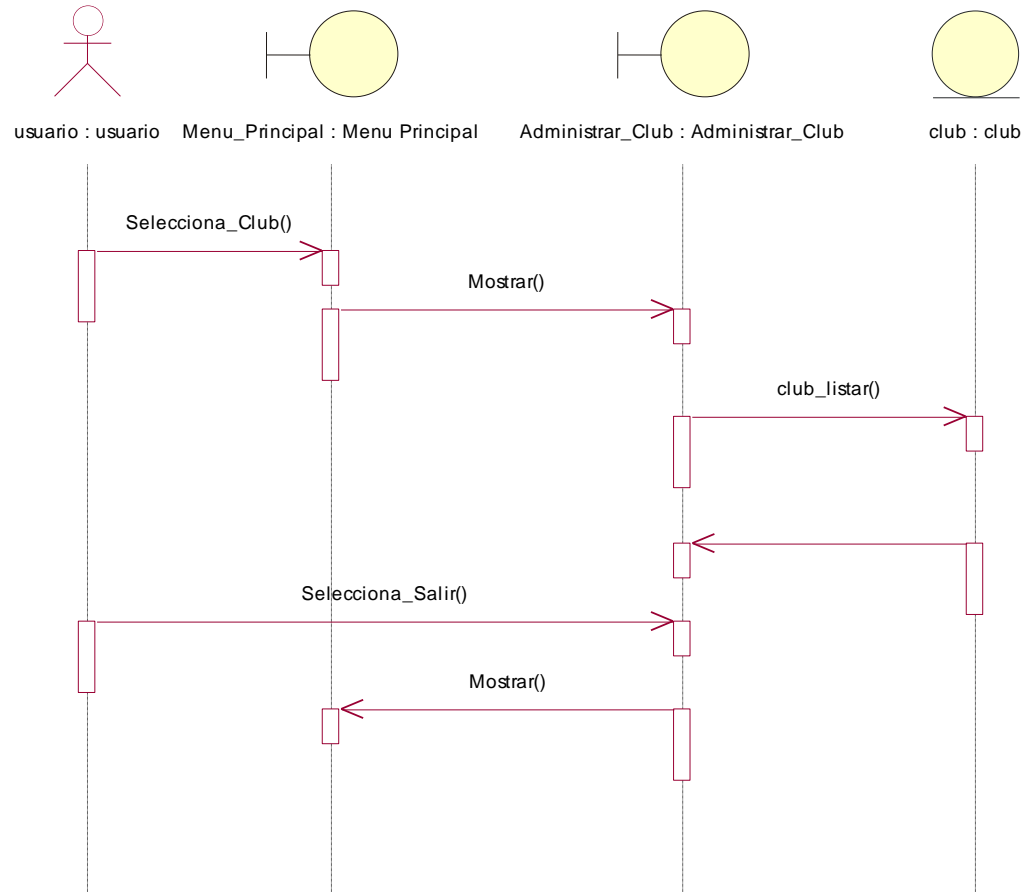 usuario : usuario
Menu_Principal : Menu Principal
Administrar_Club : Administrar_Club
club : club
Selecciona_Club()
Mostrar()
club_listar()
Selecciona_Salir()
Mostrar()